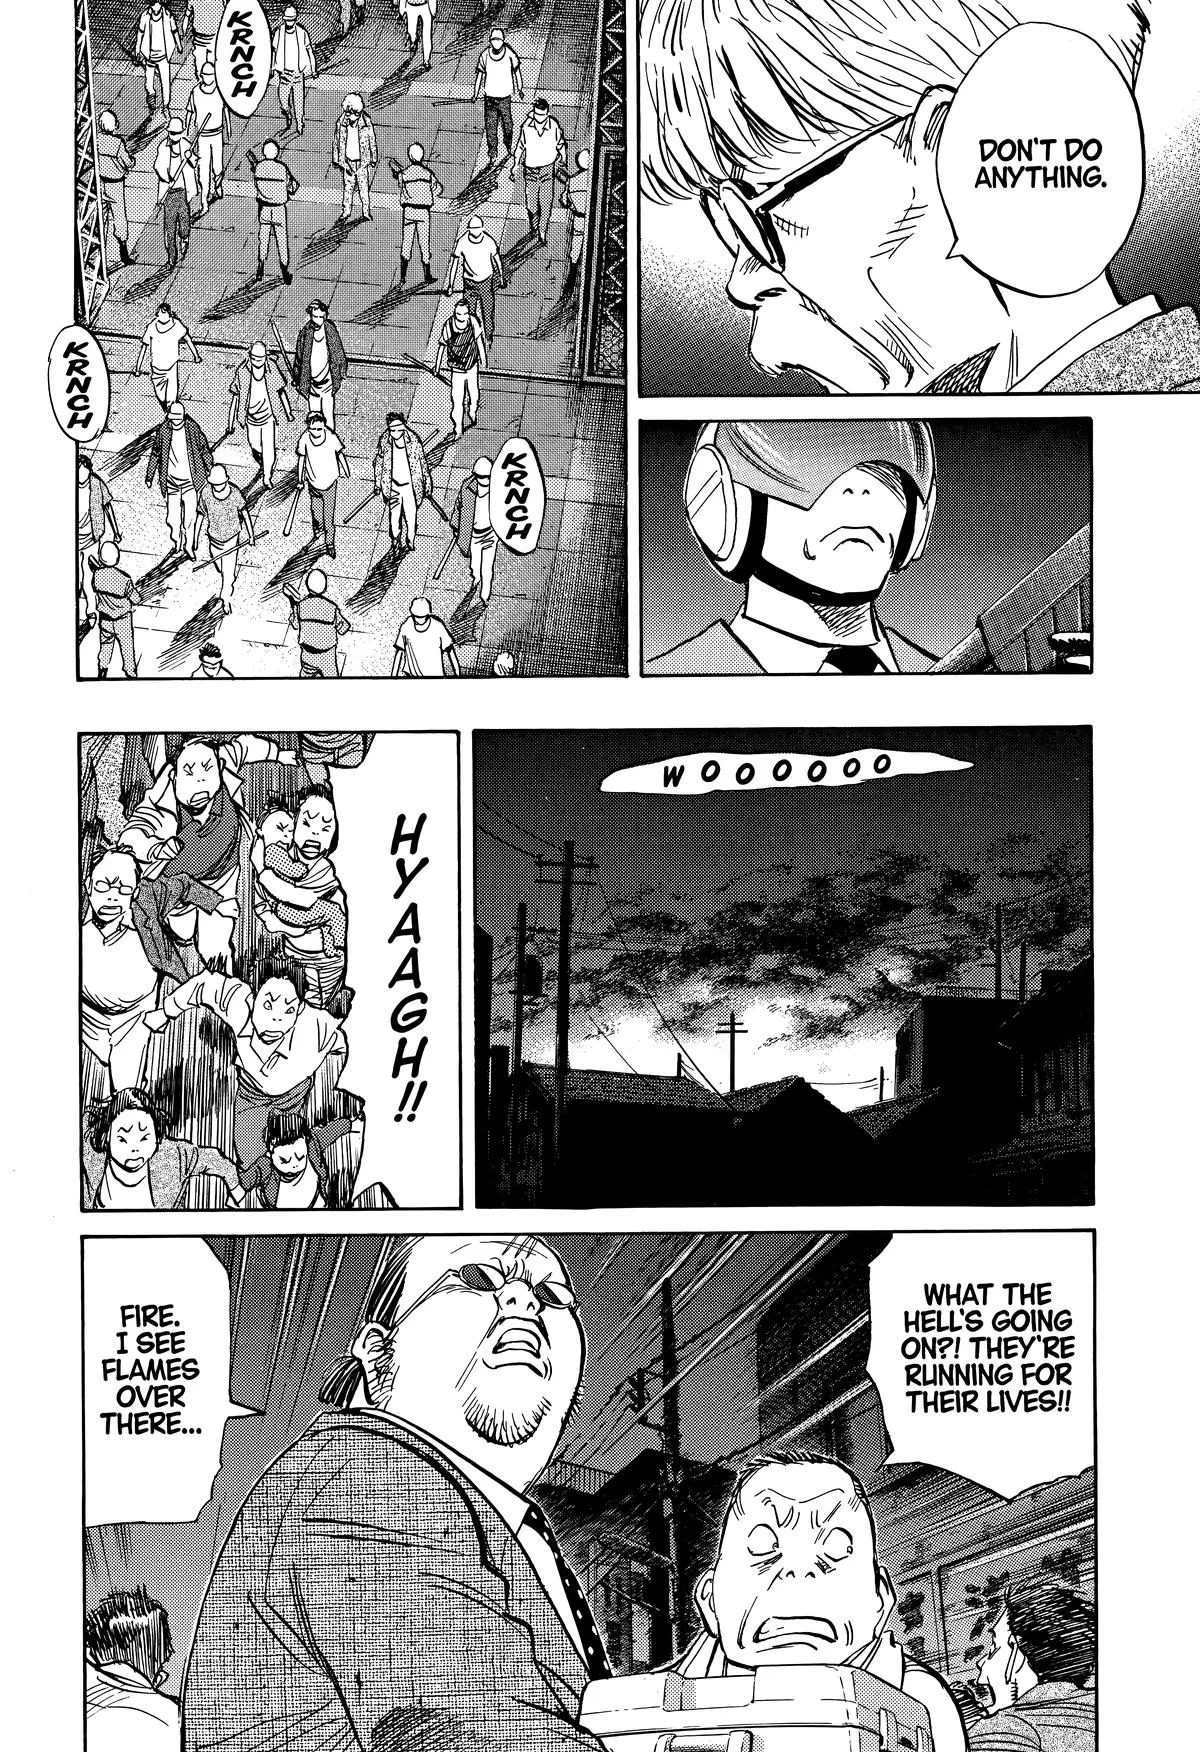 DON'T DO
ANYTHING.
KRNCH
KRNCH
KRNCH
WOOOOOO
HYAAGH!!
WHAT THE
HELL'S GOING
ON?! THEY'RE
RUNNING FOR
THEIR LIVES!!
FIRE.
I SEE
FLAMES
OVER
THERE...